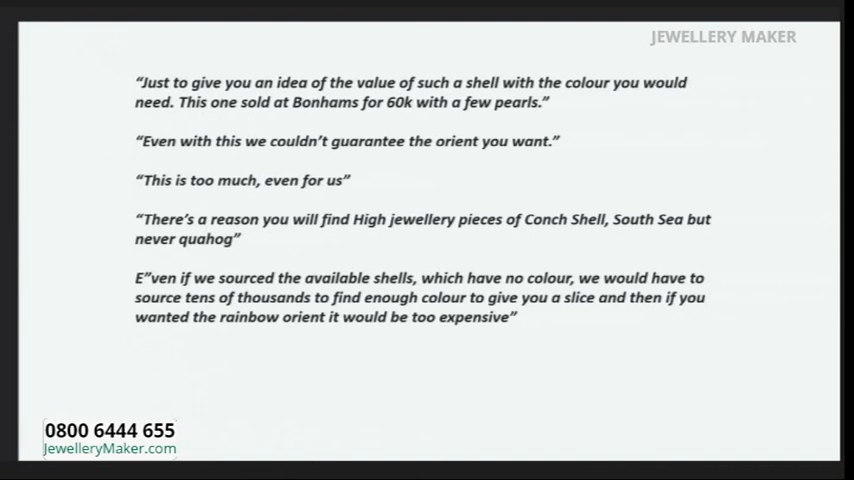 JEWELLERY MAKER
“Just to give you an idea of the value of such a shell with the colour you would
need. This one sold at Bonhams for 60k with a few pearls.”
“Even with this we couldn’t guarantee the orient you want.”
“This is too much, even for us”
“There’s a reason you will find High jewellery pieces of Conch Shell, South Sea but
never quahog”
E”ven if we sourced the available shells, which have no colour, we would have to
source tens of thousands to find enough colour to give you a slice and then if you
wanted the rainbow orient it would be too expensive”
0800 6444 655
JewelleryMaker.com